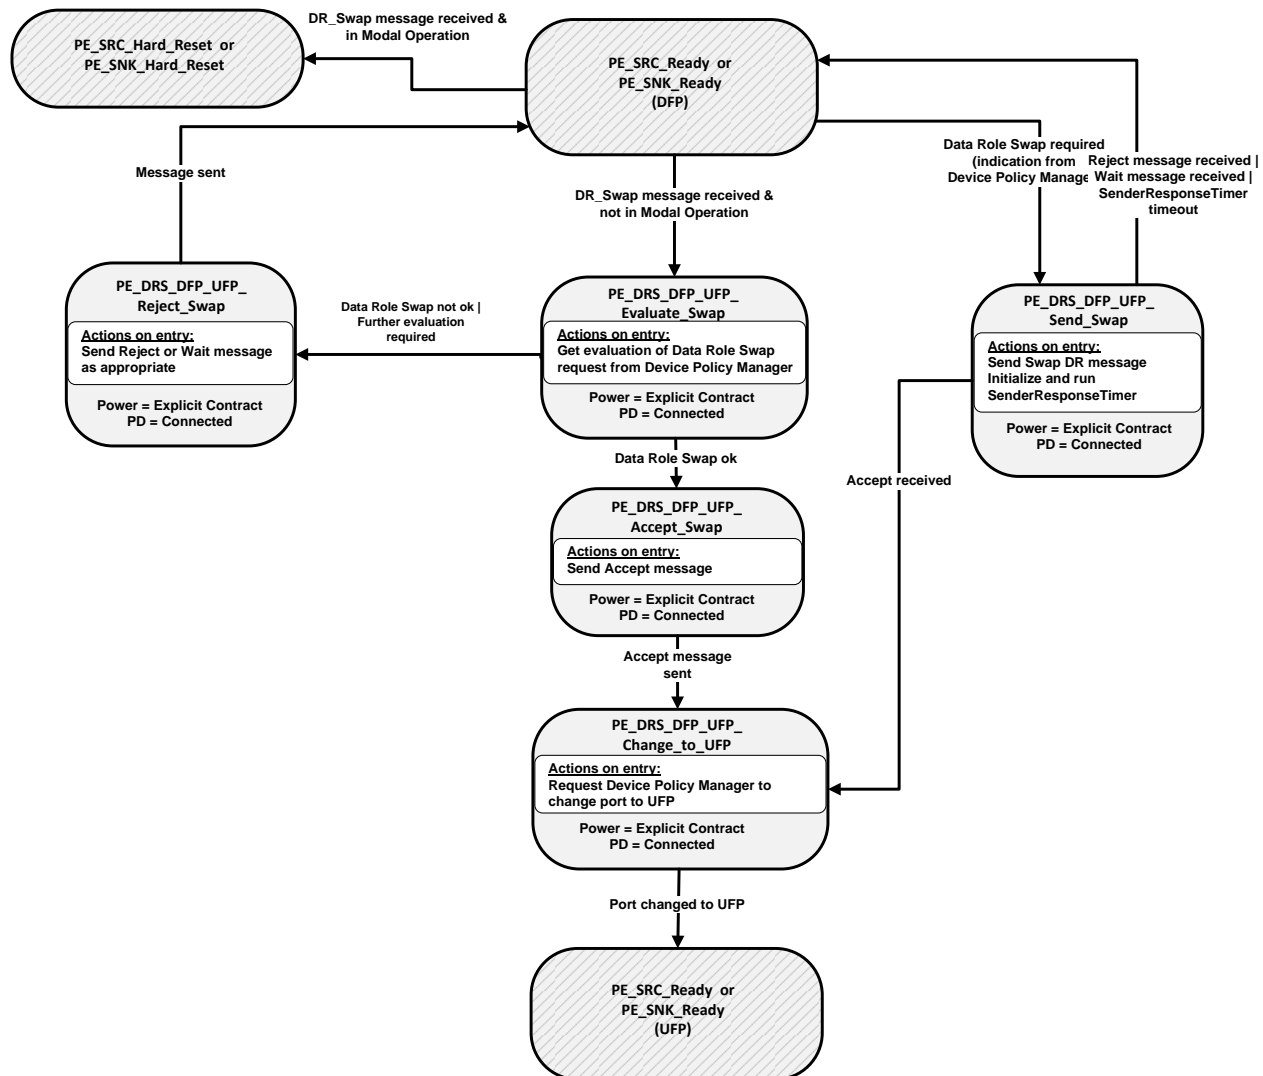 DR_Swap message received &
in Modal Operation
PE_SRC_Hard_Reset or
PE_SNK_Hard_Reset
PE_SRC_Ready or
PE_SNK_Ready
(DFP)
Message sent
DR_Swap message received &
not in Modal Operation
Data Role Swap required
(indication from
Device Policy Manage
Reject message received |
Wait message received |
SenderResponseTimer
timeout
PE_DRS_DFP_UFP_
Reject_Swap
Actions on entry:
Send Reject or Wait message
as appropriate
Power = Explicit Contract
PD = Connected
Data Role Swap not ok |
Further evaluation
required
PE_DRS_DFP_UFP_
Evaluate_Swap
Actions on entry:
Get evaluation of Data Role Swap
request from Device Policy Manager
Power = Explicit Contract
PD = Connected
PE_DRS_DFP_UFP_
Send_Swap
Actions on entry:
Send Swap DR message
Initialize and run
SenderResponseTimer
Power = Explicit Contract
PD = Connected
Data Role Swap ok
Accept received
PE_DRS_DFP_UFP_
Accept_Swap
Actions on entry:
Send Accept message
Power = Explicit Contract
PD = Connected
Accept message
sent
PE_DRS_DFP_UFP_
Change_to_UFP
Actions on entry:
Request Device Policy Manager to
change port to UFP
Power = Explicit Contract
PD = Connected
Port changed to UFP
PE_SRC_Ready or
PE_SNK_Ready
(UFP)